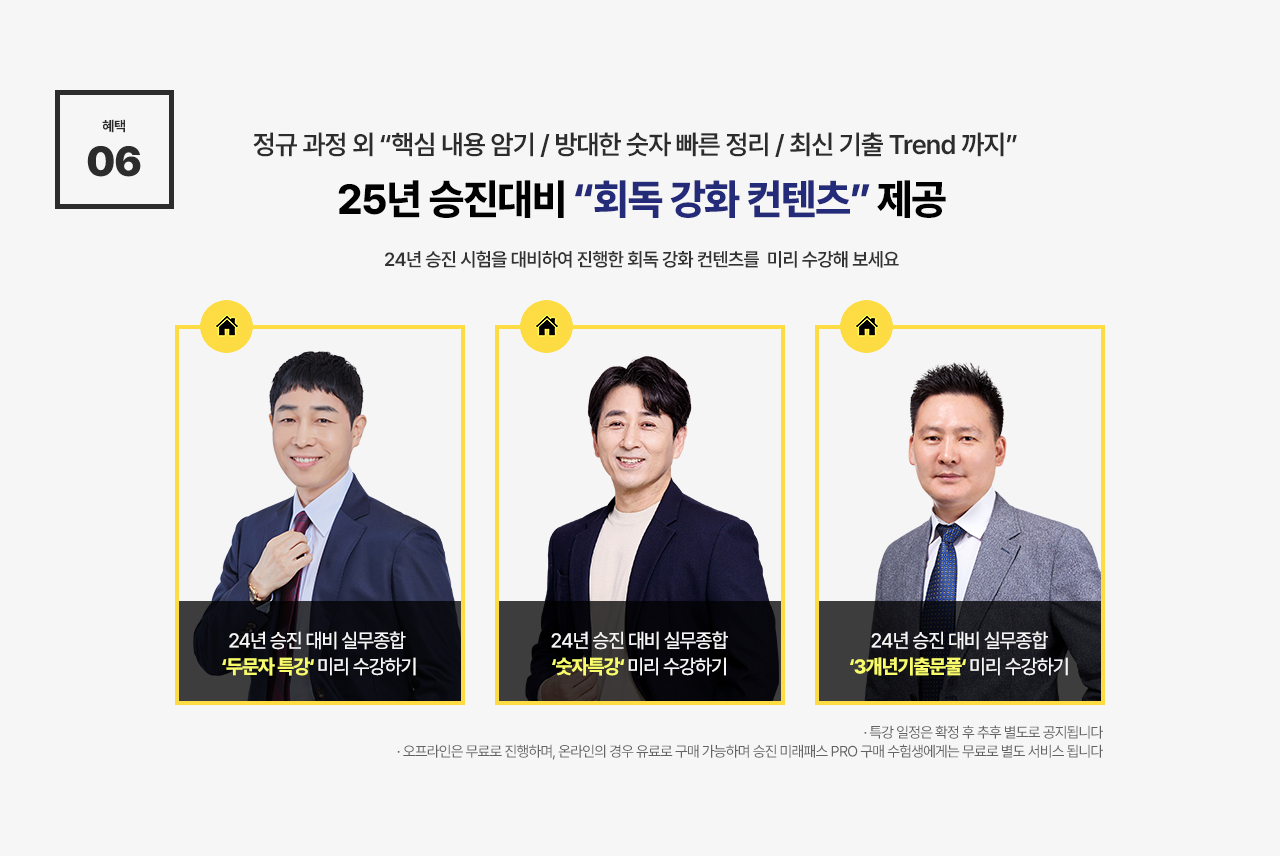 혜택
06
정규 과정 외 “핵심 내용 암기 / 방대한 숫자 빠른 정리 / 최신 기출 Trend 까지”
25년 승진대비 “회독 강화 컨텐츠” 제공
24년 승진 시험을 대비하여 진행한 회독 강화 컨텐츠를 미리 수강해 보세요
24년 승진 대비 실무종합
‘두문자 특강‘ 미리 수강하기
24년 승진 대비 실무종합
‘숫자특강‘ 미리 수강하기
24년 승진 대비 실무종합
‘3개년기출문풀‘ 미리 수강하기
· 특강 일정은 확정 후 추후 별도로 공지됩니다
· 오프라인은 무료로 진행하며, 온라인의 경우 유료로 구매 가능하며 승진 미래패스 PRO 구매 수험생에게는 무료로 별도 서비스 됩니다